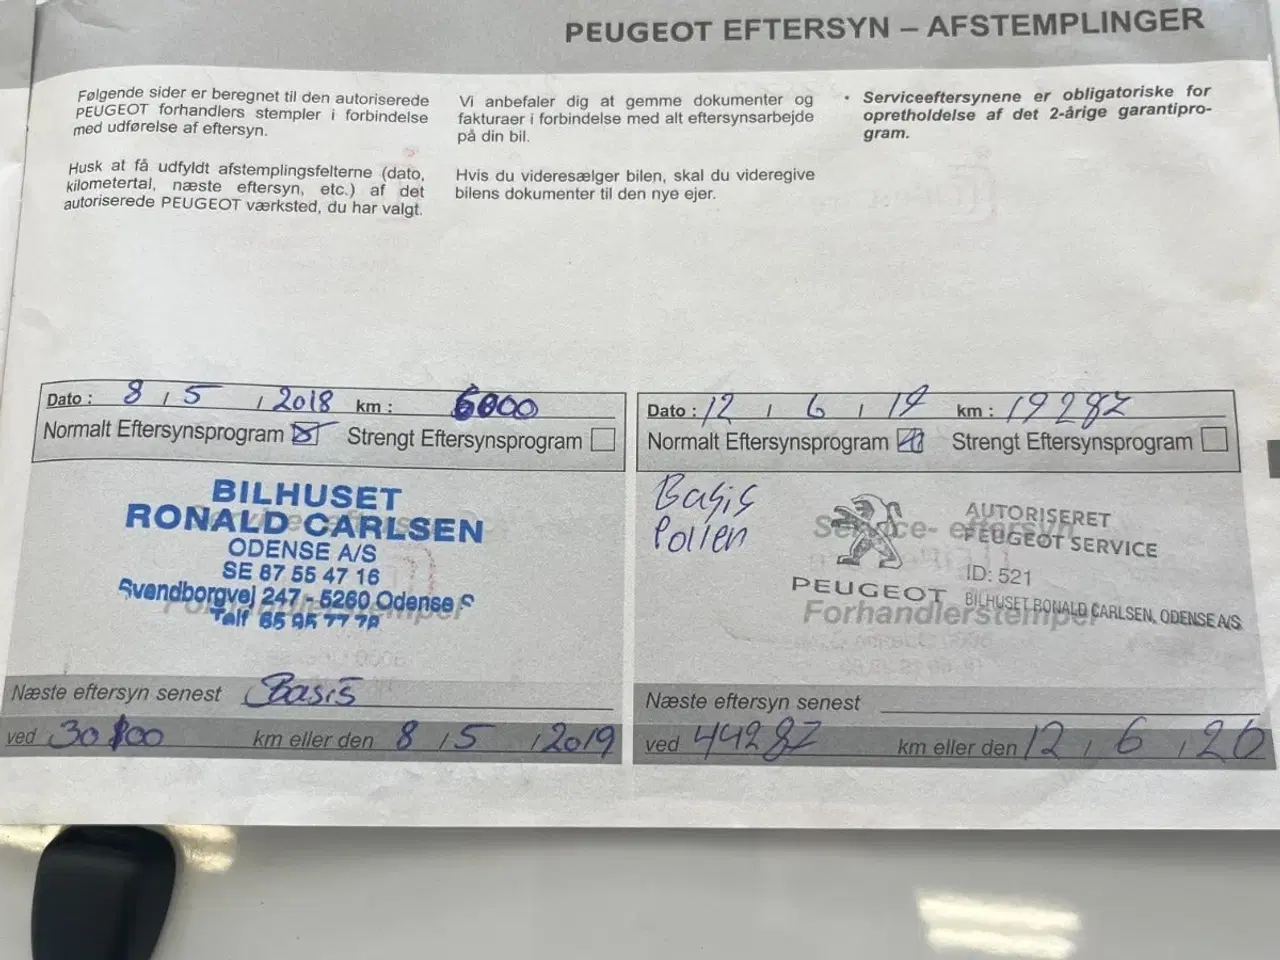 PEUGEOT EFTERSYN – AFSTEMPLINGER
Følgende sider er beregnet til den autoriserede
PEUGEOT forhandlers stempler i forbindelse
med udførelse af eftersyn.
Husk at få udfyldt afstemplingsfelterne (dato,
kilometertal, næste eftersyn, etc.) af det
autoriserede PEUGEOT værksted, du har valgt.
Vi anbefaler dig at gemme dokumenter og
fakturaer i forbindelse med alt eftersynsarbejde
på din bil.
Hvis du videresælger bilen, skal du videregive
bilens dokumenter til den nye ejer.
• Serviceeftersynene er obligatoriske for
opretholdelse af det 2-årige garantipro-
gram.
Dato : 8 / 5 / 2018 km : 6000
Normalt Eftersynsprogram Strengt Eftersynsprogram
BILHUSET
RONALD CARLSEN
ODENSE A/S
SE 87 55 47 16
Svendborgvej 247 - 5260 Odense S
Telf 65 95 77 78
Næste eftersyn senest Basis
ved 30000 km eller den 8 / 5 / 2019
Dato : 12 / 6 / 19 km : 19282
Normalt Eftersynsprogram Strengt Eftersynsprogram
Basis
Pollen
Service- eftersyn
Forhandlerstempel
PEUGEOT
AUTORISERET
PEUGEOT SERVICE
ID: 521
BILHUSET RONALD CARLSEN, ODENSE A/S
Næste eftersyn senest
ved 44282 km eller den 12 / 6 / 20